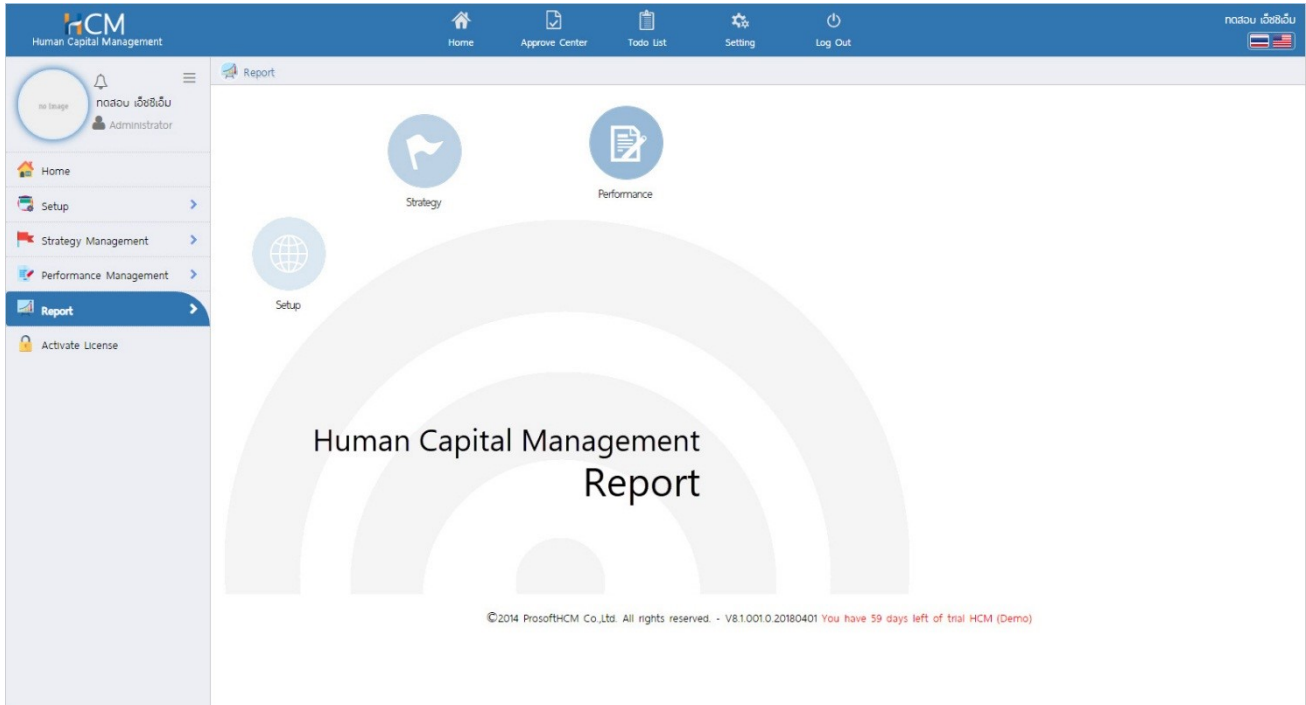 HCM
Human Capital Management
Home
Approve Center
Todo List
Setting
Log Out
ทดสอบ เอ็ชซิเอ็ม
no Image
ทดสอบ เอ็ชซิเอ็ม
Administrator
Home
Setup
Strategy Management
Performance Management
Report
Activate License
Report
Strategy
Performance
Setup
Human Capital Management
Report
©2014 ProsoftHCM Co.,Ltd. All rights reserved. - V8.1.001.0.20180401 You have 59 days left of trial HCM (Demo)